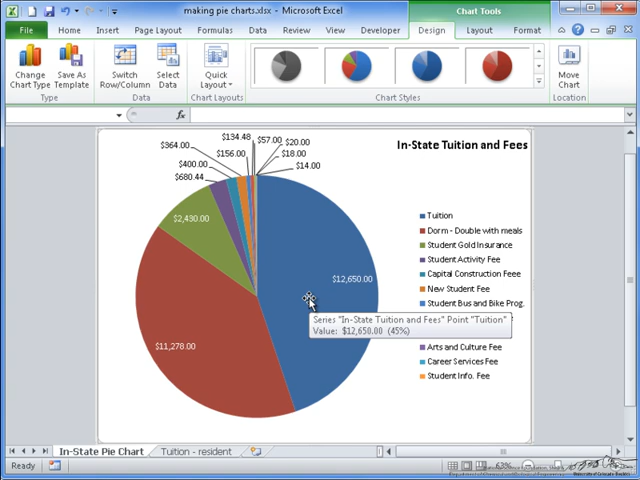 making pie charts.xlsx - Microsoft Excel
Chart Tools
File Home Insert Page Layout Formulas Data Review View Developer Design Layout Format
Change Chart Type
Save As Template
Switch Row/Column
Select Data
Quick Layout
Move Chart
Type Data Chart Layouts Chart Styles Location
fx
In-State Tuition and Fees
$134.48
$57.00
$20.00
$364.00
$156.00
$18.00
$400.00
$14.00
$680.44
$2,430.00
$12,650.00
$11,278.00
Tuition
Dorm - Double with meals
Student Gold Insurance
Student Activity Fee
Capital Construction Feee
New Student Fee
Student Bus and Bike Prog.
Series "In-State Tuition and Fees" Point "Tuition"
Value: $12,650.00 (45%)
Arts and Culture Fee
Career Services Fee
Student Info. Fee
In-State Pie Chart Tuition - resident
Ready
63%